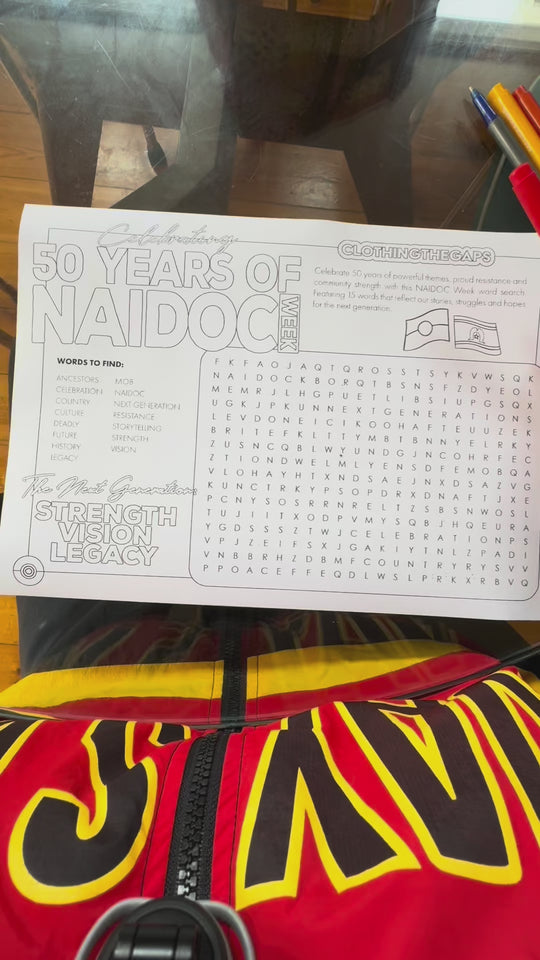 Celebrating
50 YEARS OF
NAIDOC
WEEK
CLOTHINGTHEGAPS
Celebrate 50 years of powerful themes, proud resistance and
community strength with this NAIDOC Week word search.
Featuring 15 words that reflect our stories, struggles and hopes
for the next generation.
WORDS TO FIND:
ANCESTORS
CELEBRATION
COUNTRY
CULTURE
DEADLY
FUTURE
HISTORY
LEGACY
MOB
NAIDOC
NEXT GENERATION
RESISTANCE
STORYTELLING
STRENGTH
VISION
The Next Generation:
STRENGTH
VISION
LEGACY
F K F A O J A Q T Q R O S S T S Y K V W S Q K
N A I D O C K B O R Q T B S N S F Z D Y E O L
M E M R J L H G P U E T L I B S I U P G S Q X
U G K J P K U N N E X T G E N E R A T I O N S
L E V D O N E I C I K O O H A F E U U Z E K
B R I T E F K L T T Y M B T B N N Y E L R K Y
Z U S N C Q B L W Y U N D G J N C O H R F E C
Z T I O N D W E L M L Y E N S D F E M O B Q A
V L O H A Y H T X N D S A E J N X D S A Z V G
K U N C T R K Y P S O P D R X D N A F T J X E
P C N Y S O S R R N R E L T Z S B S N W O S L
T U J I I T X O D P V M Y S Q B J H Q E U R A
Y G D S S S Z T W J C E L E B R A T I O N P S
V P J Z E I F S X J G A K I Y T N L Z P A D I
V N B B R H Z D B M F C O U N T R Y R Y S V V
P P O A C E F F E Q D L W S L P R K X R B V Q